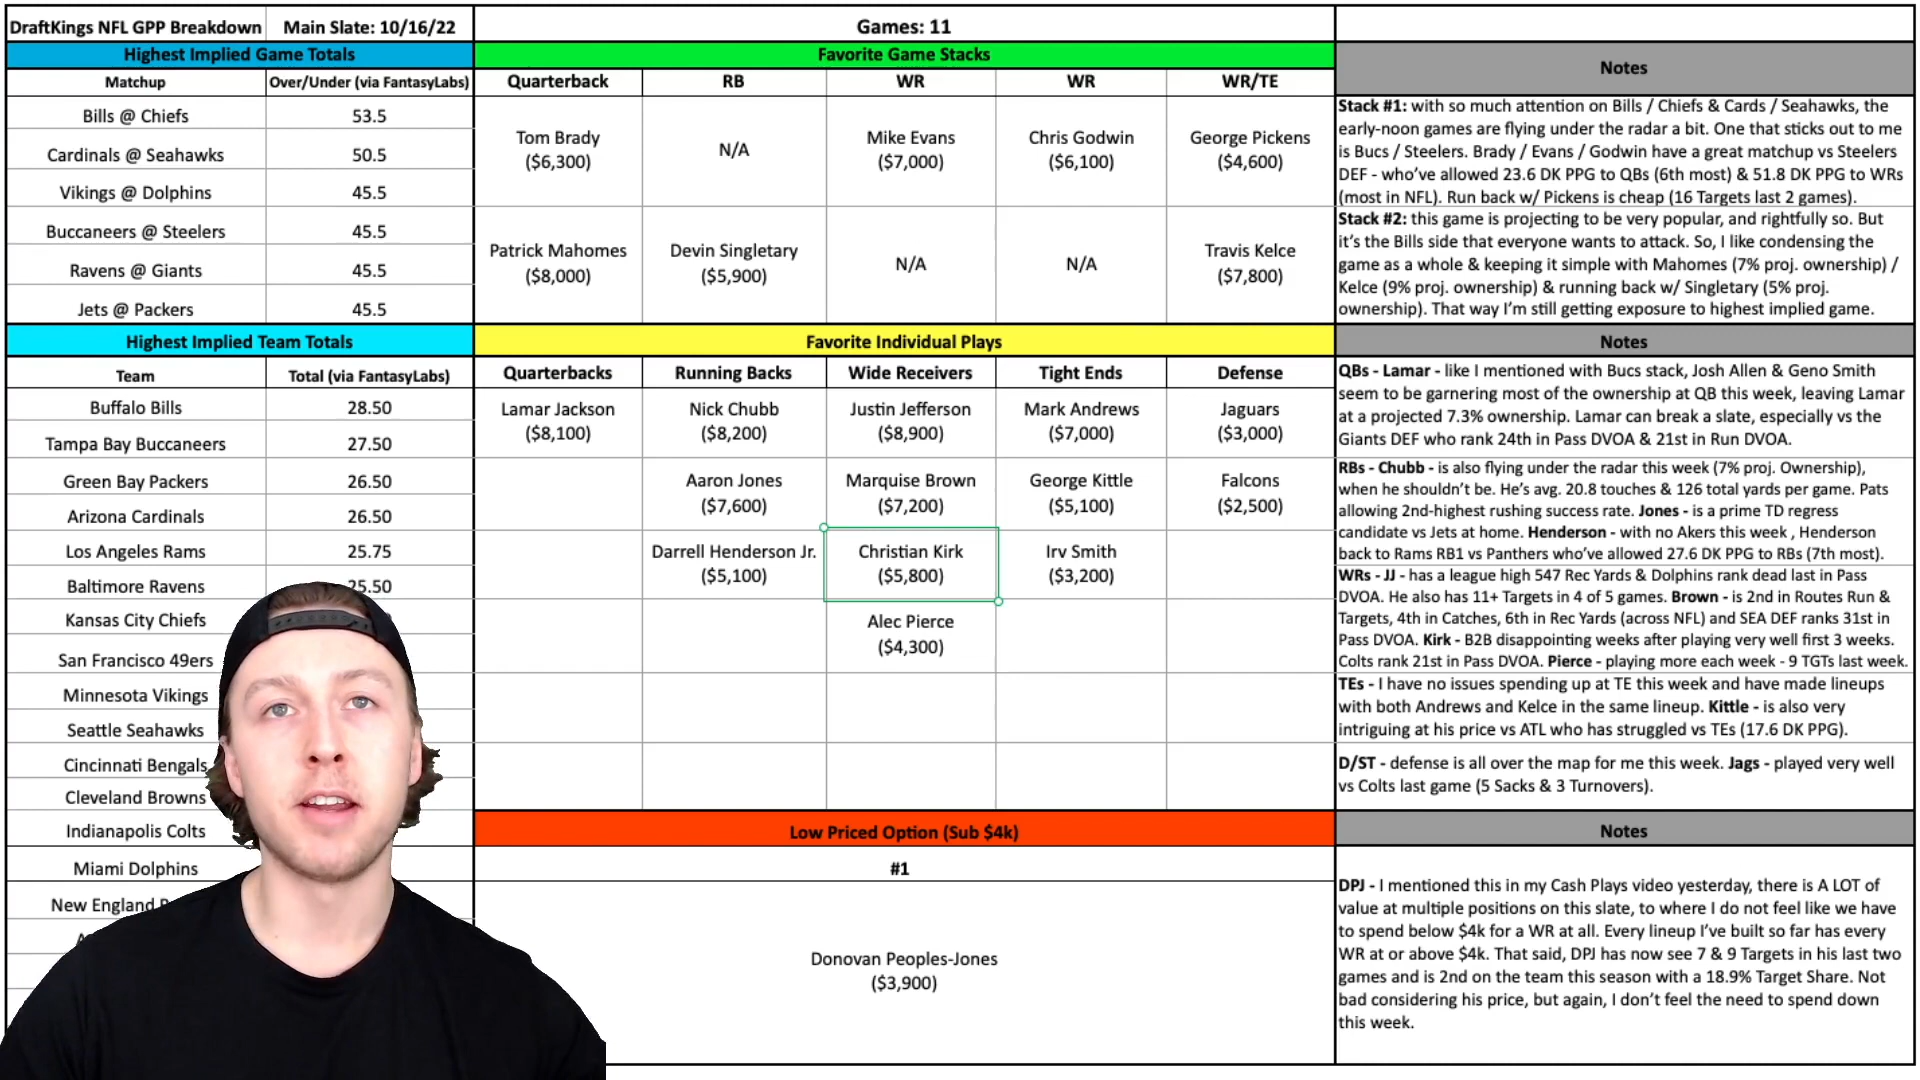 DraftKings NFL GPP Breakdown Main Slate: 10/16/22 Games: 11
Highest Implied Game Totals
Matchup Over/Under (via FantasyLabs)
Bills @ Chiefs 53.5
Cardinals @ Seahawks 50.5
Vikings @ Dolphins 45.5
Buccaneers @ Steelers 45.5
Ravens @ Giants 45.5
Jets @ Packers 45.5
Favorite Game Stacks
Quarterback RB WR WR WR/TE
Tom Brady
($6,300)
N/A
Mike Evans
($7,000)
Chris Godwin
($6,100)
George Pickens
($4,600)
Patrick Mahomes
($8,000)
Devin Singletary
($5,900)
N/A
N/A
Travis Kelce
($7,800)
Notes
Stack #1: with so much attention on Bills / Chiefs & Cards / Seahawks, the
early-noon games are flying under the radar a bit. One that sticks out to me
is Bucs / Steelers. Brady / Evans / Godwin have a great matchup vs Steelers
DEF - who've allowed 23.6 DK PPG to QBs (6th most) & 51.8 DK PPG to WRs
(most in NFL). Run back w/ Pickens is cheap (16 Targets last 2 games).
Stack #2: this game is projecting to be very popular, and rightfully so. But
it's the Bills side that everyone wants to attack. So, I like condensing the
game as a whole & keeping it simple with Mahomes (7% proj. ownership) /
Kelce (9% proj. ownership) & running back w/ Singletary (5% proj.
ownership). That way I'm still getting exposure to highest implied game.
Highest Implied Team Totals
Team Total (via FantasyLabs)
Buffalo Bills 28.50
Tampa Bay Buccaneers 27.50
Green Bay Packers 26.50
Arizona Cardinals 26.50
Los Angeles Rams 25.75
Baltimore Ravens 25.50
Kansas City Chiefs
San Francisco 49ers
Minnesota Vikings
Seattle Seahawks
Cincinnati Bengals
Cleveland Browns
Indianapolis Colts
Miami Dolphins
New England
Favorite Individual Plays
Quarterbacks Running Backs Wide Receivers Tight Ends Defense
Lamar Jackson
($8,100)
Nick Chubb
($8,200)
Justin Jefferson
($8,900)
Mark Andrews
($7,000)
Jaguars
($3,000)
Aaron Jones
($7,600)
Marquise Brown
($7,200)
George Kittle
($5,100)
Falcons
($2,500)
Darrell Henderson Jr.
($5,100)
Christian Kirk
($5,800)
Irv Smith
($3,200)
Alec Pierce
($4,300)
Notes
QBs - Lamar - like I mentioned with Bucs stack, Josh Allen & Geno Smith
seem to be garnering most of the ownership at QB this week, leaving Lamar
at a projected 7.3% ownership. Lamar can break a slate, especially vs the
Giants DEF who rank 24th in Pass DVOA & 21st in Run DVOA.
RBs - Chubb - is also flying under the radar this week (7% proj. Ownership),
when he shouldn't be. He's avg. 20.8 touches & 126 total yards per game. Pats
allowing 2nd-highest rushing success rate. Jones - is a prime TD regress
candidate vs Jets at home. Henderson - with no Akers this week , Henderson
back to Rams RB1 vs Panthers who've allowed 27.6 DK PPG to RBs (7th most).
WRs - JJ - has a league high 547 Rec Yards & Dolphins rank dead last in Pass
DVOA. He also has 11+ Targets in 4 of 5 games. Brown - is 2nd in Routes Run &
Targets, 4th in Catches, 6th in Rec Yards (across NFL) and SEA DEF ranks 31st in
Pass DVOA. Kirk - B2B disappointing weeks after playing very well first 3 weeks.
Colts rank 21st in Pass DVOA. Pierce - playing more each week - 9 TGTs last week.
TEs - I have no issues spending up at TE this week and have made lineups
with both Andrews and Kelce in the same lineup. Kittle - is also very
intriguing at his price vs ATL who has struggled vs TEs (17.6 DK PPG).
D/ST - defense is all over the map for me this week. Jags - played very well
vs Colts last game (5 Sacks & 3 Turnovers).
Low Priced Option (Sub $4k)
#1
Donovan Peoples-Jones
($3,900)
Notes
DPJ - I mentioned this in my Cash Plays video yesterday, there is A LOT of
value at multiple positions on this slate, to where I do not feel like we have
to spend below $4k for a WR at all. Every lineup I've built so far has every
WR at or above $4k. That said, DPJ has now see 7 & 9 Targets in his last two
games and is 2nd on the team this season with a 18.9% Target Share. Not
bad considering his price, but again, I don't feel the need to spend down
this week.